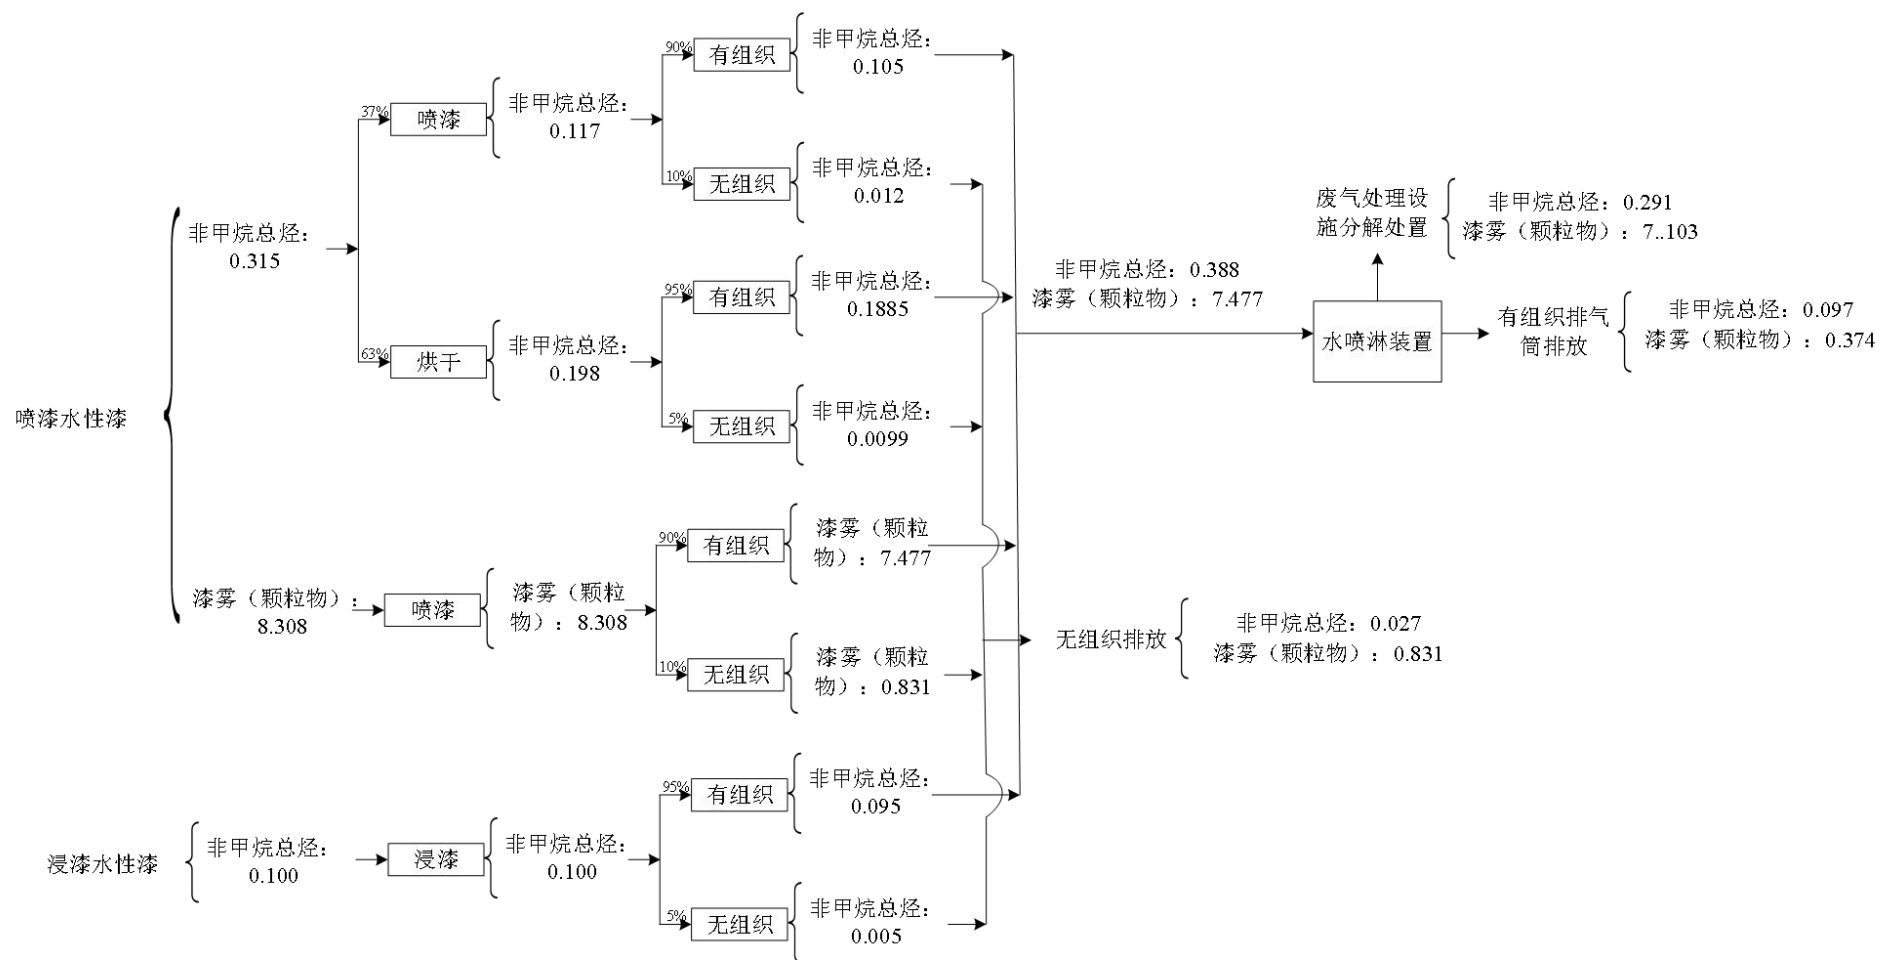 喷漆水性漆
非甲烷总烃：
0.315
37%
喷漆
非甲烷总烃：
0.117
90%
有组织
非甲烷总烃：
0.105
10%
无组织
非甲烷总烃：
0.012
63%
烘干
非甲烷总烃：
0.198
95%
有组织
非甲烷总烃：
0.1885
5%
无组织
非甲烷总烃：
0.0099
漆雾（颗粒物）：
8.308
喷漆
漆雾（颗粒
物）：8.308
90%
有组织
漆雾（颗粒
物）：7.477
10%
无组织
漆雾（颗粒
物）：0.831
浸漆水性漆
非甲烷总烃：
0.100
浸漆
非甲烷总烃：
0.100
95%
有组织
非甲烷总烃：
0.095
5%
无组织
非甲烷总烃：
0.005
非甲烷总烃：0.388
漆雾（颗粒物）：7.477
水喷淋装置
废气处理设
施分解处置
非甲烷总烃：0.291
漆雾（颗粒物）：7..103
有组织排气
筒排放
非甲烷总烃：0.097
漆雾（颗粒物）：0.374
无组织排放
非甲烷总烃：0.027
漆雾（颗粒物）：0.831